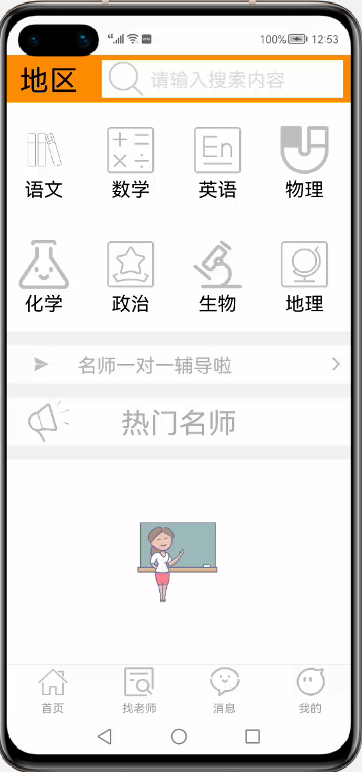 100% 12:53
地区 请输入搜索内容
语文 数学 英语 物理
En
化学 政治 生物 地理
名师一对一辅导啦
热门名师
首页 找老师 消息 我的